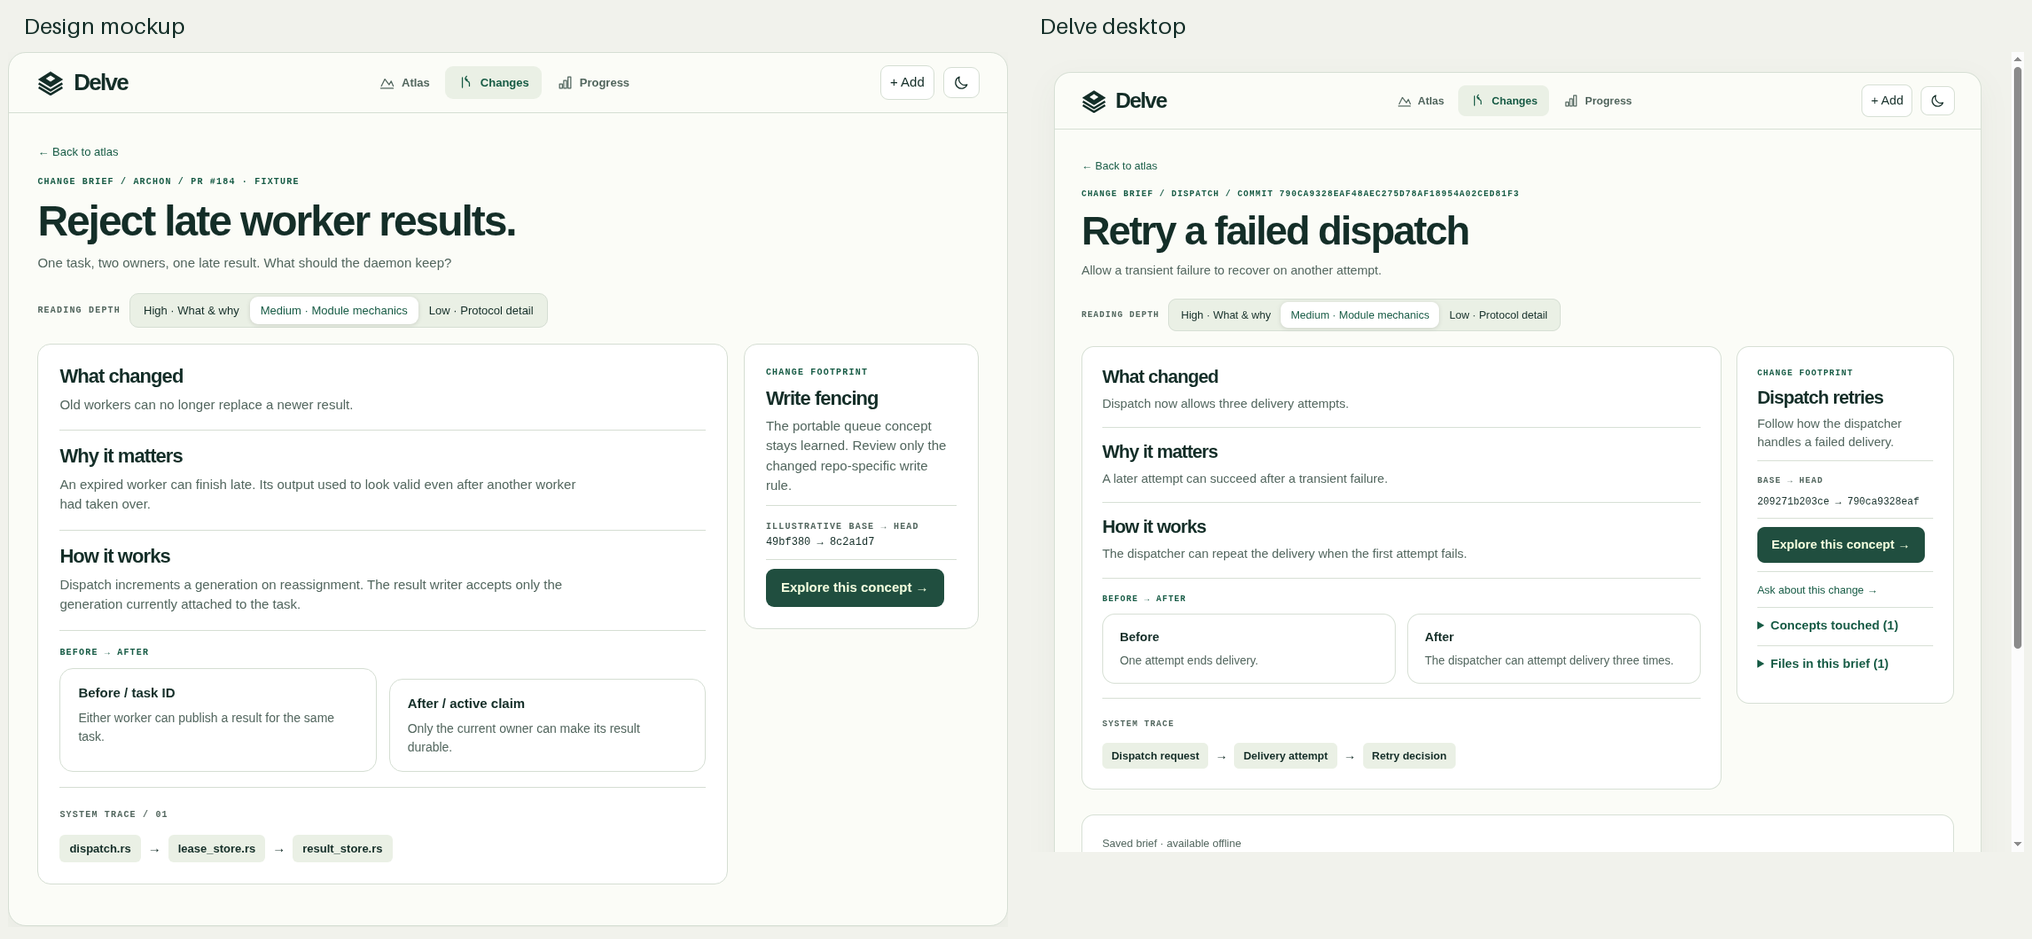 Design mockup
Delve
Atlas
Changes
Progress
+ Add
← Back to atlas
CHANGE BRIEF / ARCHON / PR #184 · FIXTURE
Reject late worker results.
One task, two owners, one late result. What should the daemon keep?
READING DEPTH
High · What & why
Medium · Module mechanics
Low · Protocol detail
What changed
Old workers can no longer replace a newer result.
Why it matters
An expired worker can finish late. Its output used to look valid even after another worker
had taken over.
How it works
Dispatch increments a generation on reassignment. The result writer accepts only the
generation currently attached to the task.
BEFORE → AFTER
Before / task ID
Either worker can publish a result for the same
task.
After / active claim
Only the current owner can make its result
durable.
SYSTEM TRACE / 01
dispatch.rs → lease_store.rs → result_store.rs
CHANGE FOOTPRINT
Write fencing
The portable queue concept
stays learned. Review only the
changed repo-specific write
rule.
ILLUSTRATIVE BASE → HEAD
49bf380 → 8c2a1d7
Explore this concept →
Delve desktop
Delve
Atlas
Changes
Progress
+ Add
← Back to atlas
CHANGE BRIEF / DISPATCH / COMMIT 790CA9328EAF48AEC275D78AF18954A02CED81F3
Retry a failed dispatch
Allow a transient failure to recover on another attempt.
READING DEPTH
High · What & why
Medium · Module mechanics
Low · Protocol detail
What changed
Dispatch now allows three delivery attempts.
Why it matters
A later attempt can succeed after a transient failure.
How it works
The dispatcher can repeat the delivery when the first attempt fails.
BEFORE → AFTER
Before
One attempt ends delivery.
After
The dispatcher can attempt delivery three times.
SYSTEM TRACE
Dispatch request → Delivery attempt → Retry decision
CHANGE FOOTPRINT
Dispatch retries
Follow how the dispatcher
handles a failed delivery.
BASE → HEAD
209271b203ce → 790ca9328eaf
Explore this concept →
Ask about this change →
▶ Concepts touched (1)
▶ Files in this brief (1)
Saved brief · available offline